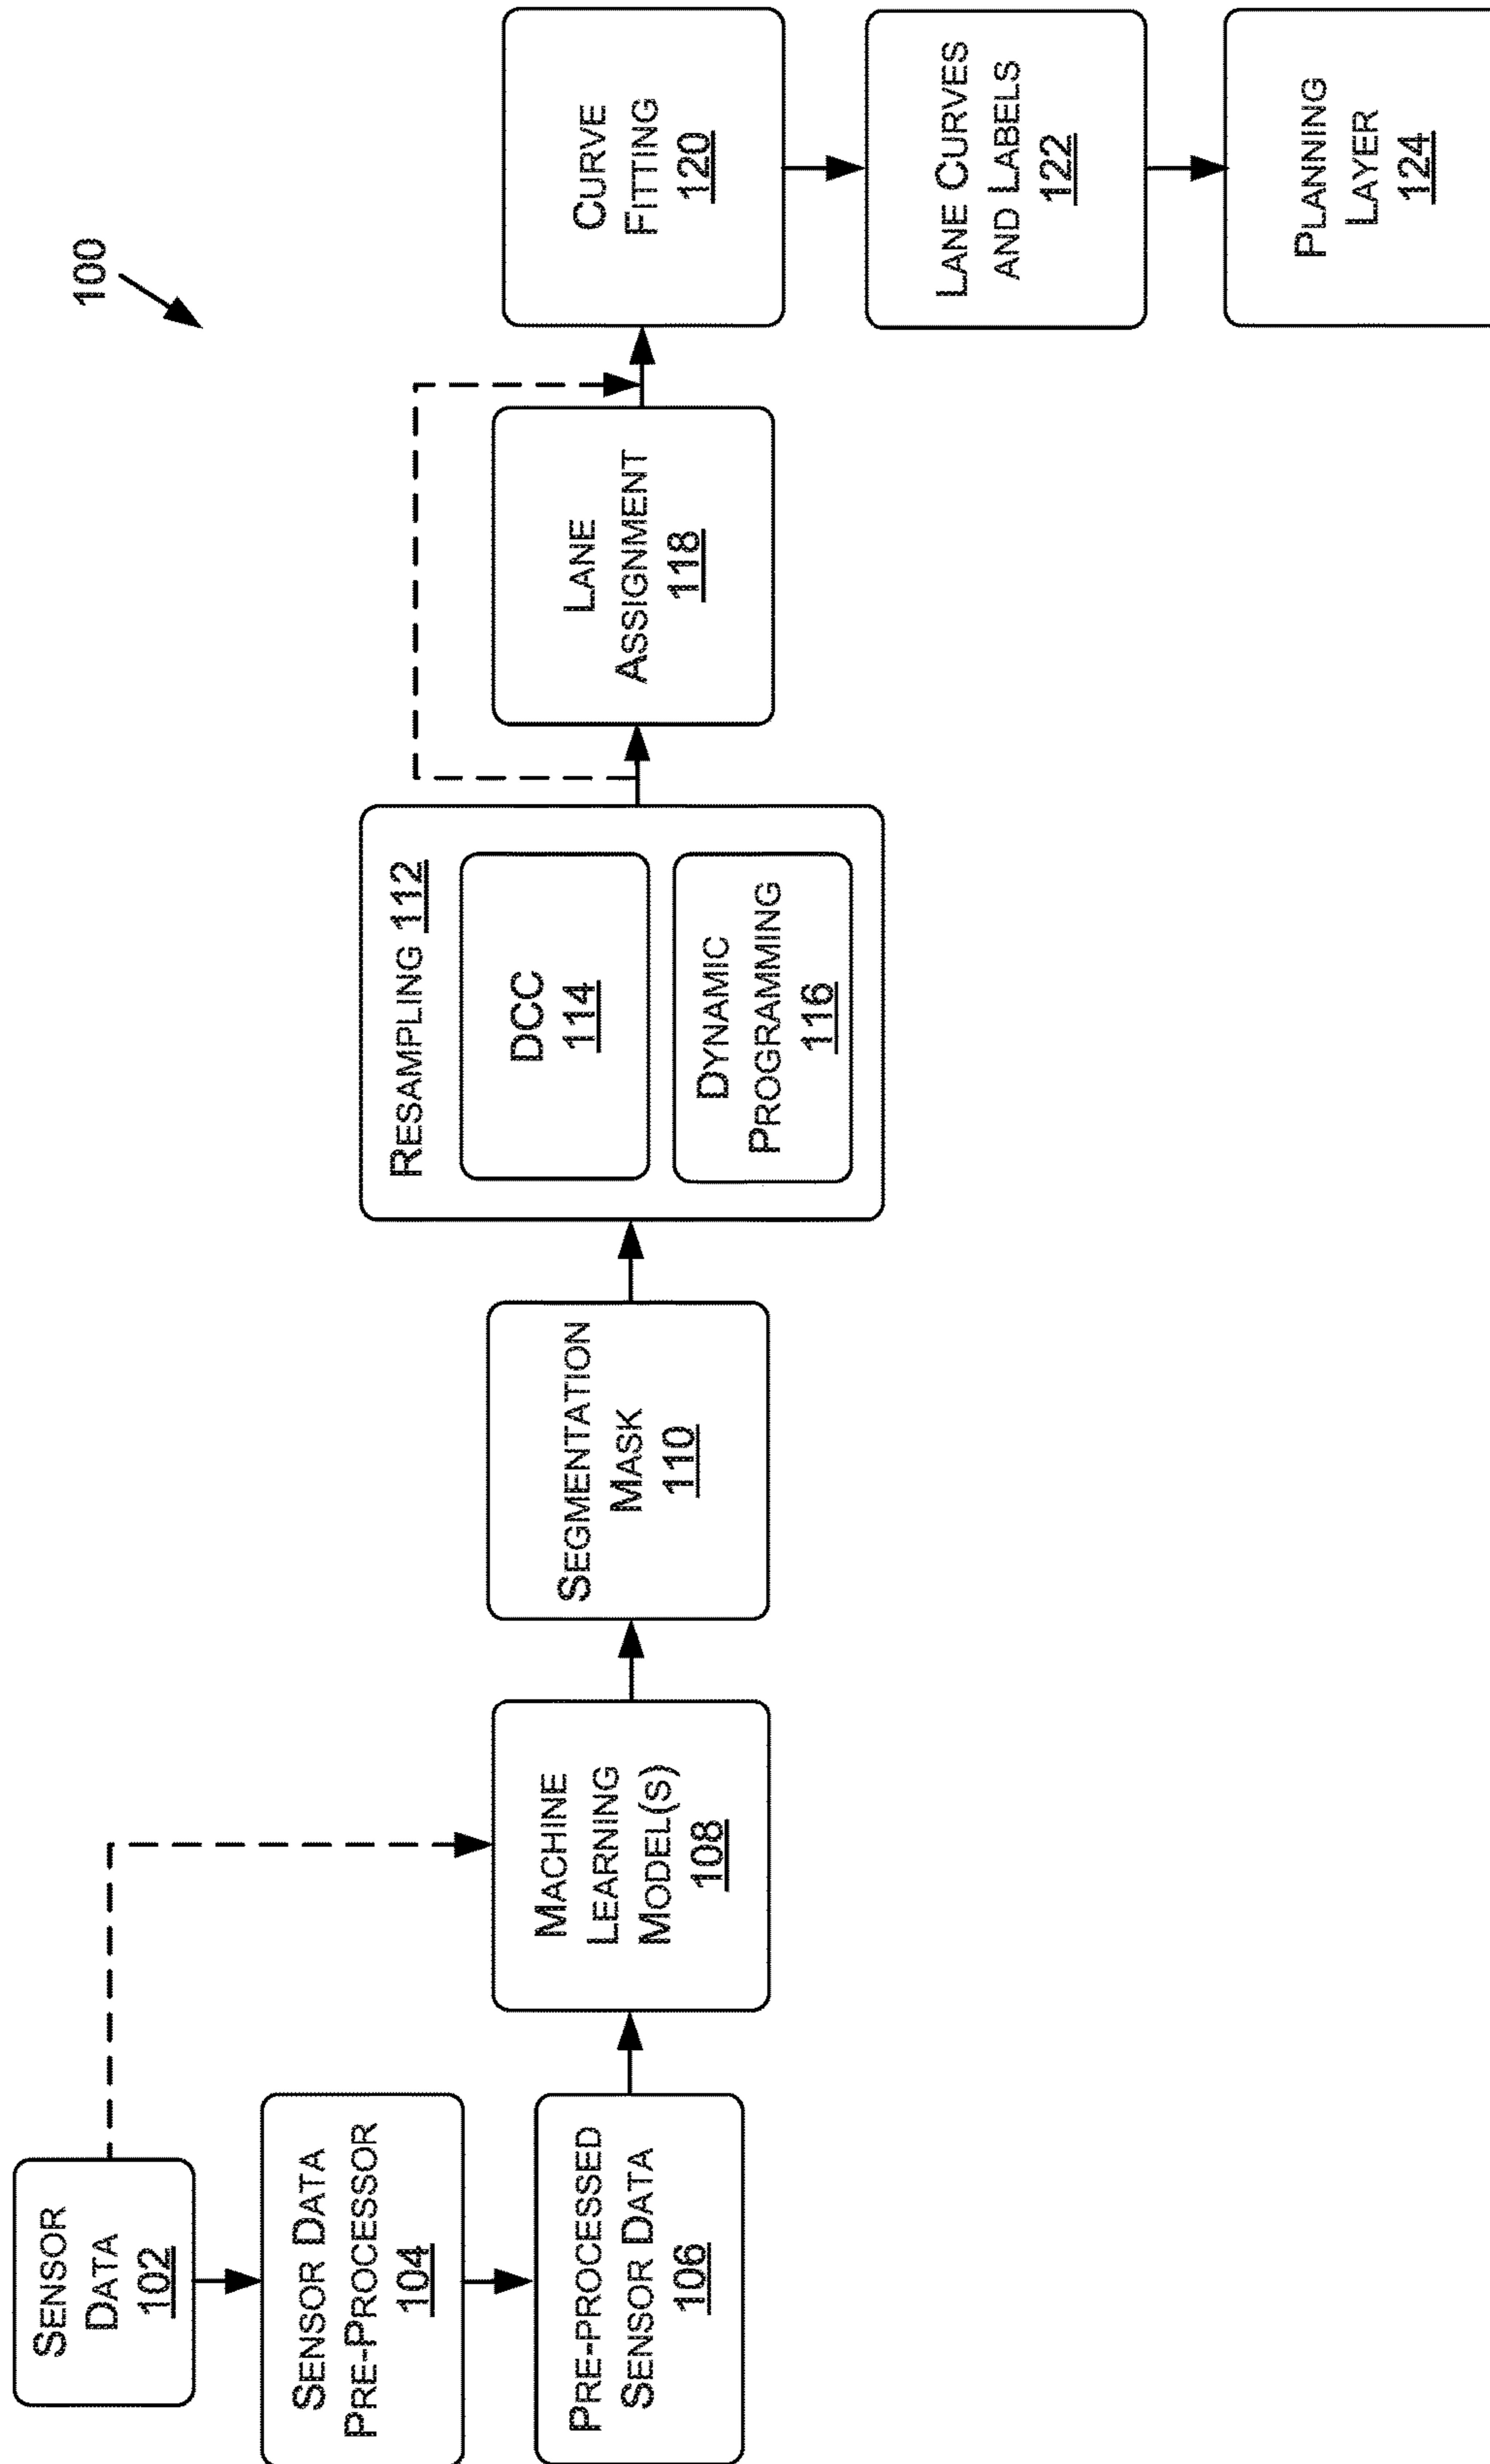 100
SENSOR
DATA
102
SENSOR DATA
PRE-PROCESSOR
104
PRE-PROCESSED
SENSOR DATA
106
MACHINE
LEARNING
MODEL(S)
108
SEGMENTATION
MASK
110
RESAMPLING 112
DCC
114
DYNAMIC
PROGRAMMING
116
LANE
ASSIGNMENT
118
CURVE
FITTING
120
LANE CURVES
AND LABELS
122
PLANNING
LAYER
124